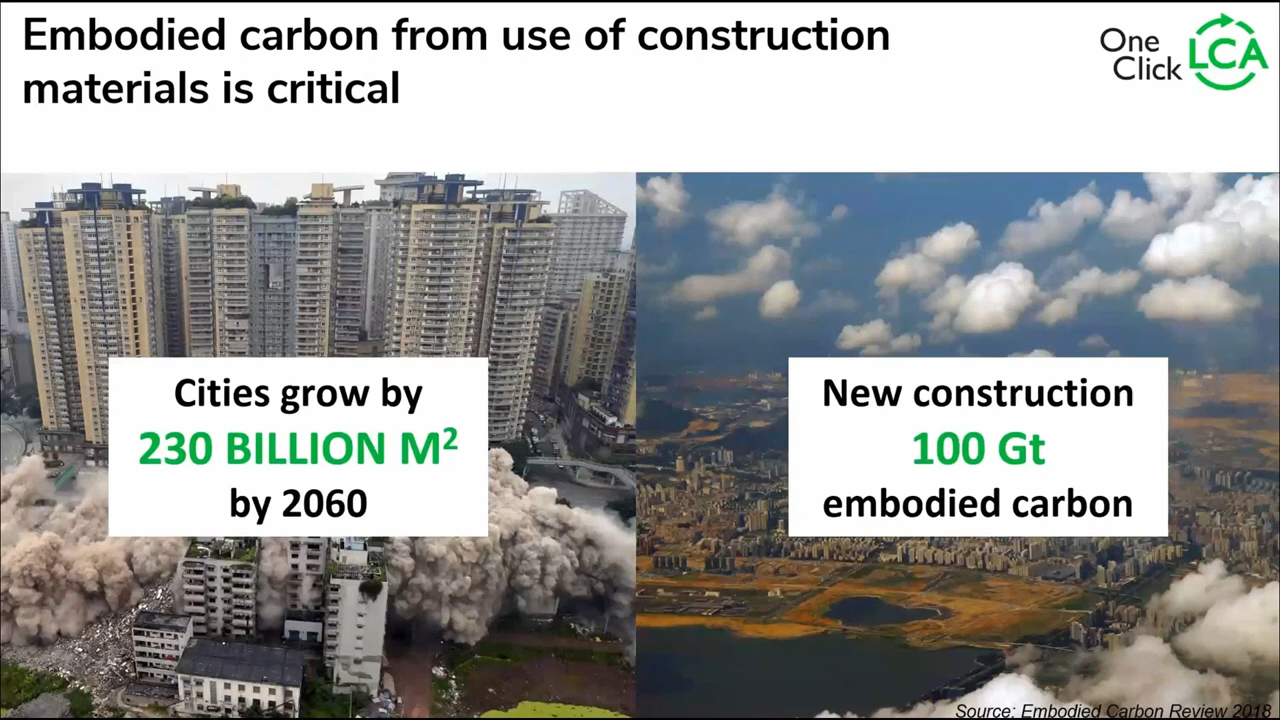 Embodied carbon from use of construction
materials is critical
One
Click
LCA
Cities grow by
230 BILLION M²
by 2060
New construction
100 Gt
embodied carbon
Source: Embodied Carbon Review 2018